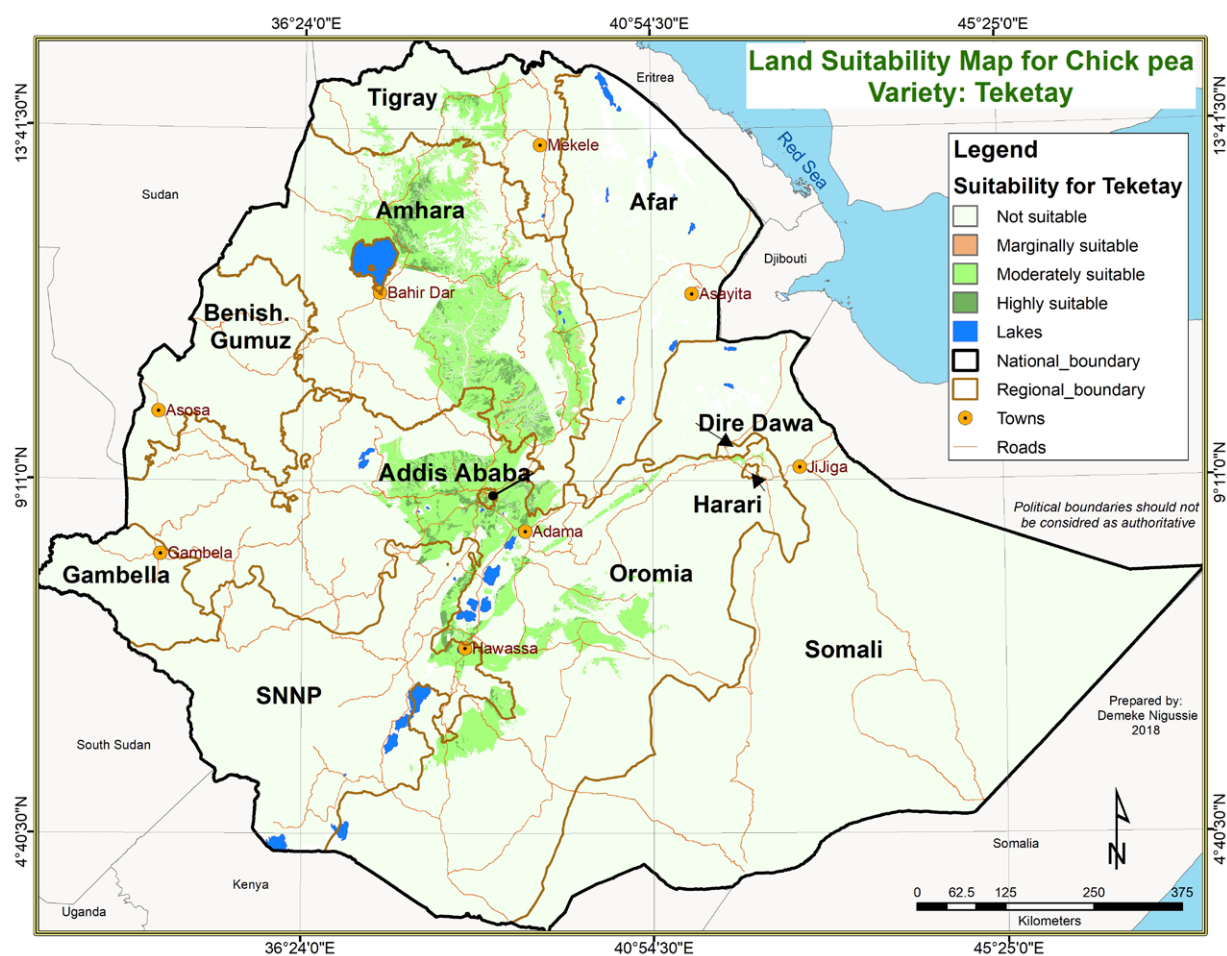 36°24'0"E
40°54'30"E
45°25'0"E
Land Suitability Map for Chick pea
Variety: Teketay
Eritrea
Tigray
13°41'30"N
13°41'30"N
Red Sea
Mekele
Legend
Suitability for Teketay
Not suitable
Marginally suitable
Moderately suitable
Highly suitable
Lakes
National_boundary
Regional_boundary
Towns
Roads
Sudan
Amhara
Afar
Djibouti
Bahir Dar
Asayita
Benish.
Gumuz
Asosa
Dire Dawa
Addis Ababa
JiJiga
9°11'0"N
9°11'0"N
Harari
Political boundaries should not
be considred as authoritative
Adama
Gambela
Gambella
Oromia
Hawassa
Somali
SNNP
Prepared by:
Demeke Nigussie
2018
South Sudan
4°40'30"N
4°40'30"N
N
Somalia
Kenya
Uganda
0 62.5 125 250 375
Kilometers
36°24'0"E
40°54'30"E
45°25'0"E